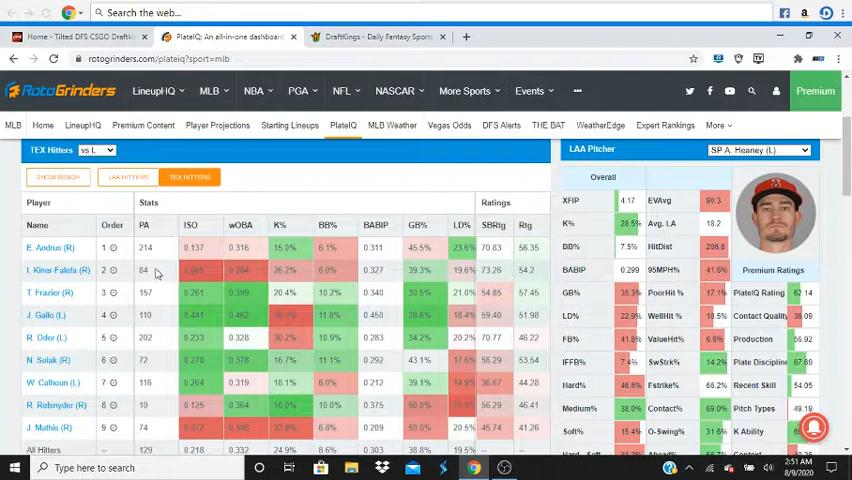 Search the web...
Home - Tilted DFS CSGO Draftki
PlateIQ: An all-in-one dashboard
DraftKings - Daily Fantasy Sports
rotogrinders.com/plateiq?sport=mlb
ROTOGRINDERS LineupHQ MLB NBA PGA NFL NASCAR More Sports Events Premium
MLB Home LineupHQ Premium Content Player Projections Starting Lineups PlateIQ MLB Weather Vegas Odds DFS Alerts THE BAT WeatherEdge Expert Rankings More
TEX Hitters vs L
SHOW BENCH LAA HITTERS TEX HITTERS
Player Stats Ratings
Name Order PA ISO wOBA K% BB% BABIP GB% LD% SBRtg Rtg
E. Andrus (R) 1 214 0.137 0.316 15.0% 6.1% 0.311 45.5% 23.6% 70.83 56.35
I. Kiner-Falefa (R) 2 84 0.264 26.2% 6.0% 0.327 39.3% 19.6% 73.26 54.2
T. Frazier (R) 3 157 0.261 0.399 20.4% 10.2% 0.340 30.5% 21.0% 54.85 57.45
J. Gallo (L) 4 110 0.441 0.462 11.8% 0.450 28.6% 18.4% 59.40 51.98
R. Odor (L) 5 202 0.233 0.328 30.2% 10.9% 0.283 34.2% 20.2% 70.77 46.22
N. Solak (R) 6 72 0.270 0.378 16.7% 11.1% 0.292 43.1% 17.6% 56.29 53.54
W. Calhoun (L) 7 116 0.264 0.319 18.1% 6.0% 0.212 39.1% 14.9% 36.67 44.28
R. Refsnyder (R) 8 10 0.125 0.364 10.0% 10.0% 0.375 50.0% 56.29 46.41
J. Mathis (R) 9 74 0.072 0.198 33.8% 6.8% 0.209 40.0% 20.5% 45.74 41.26
All Hitters -- 129 0.218 0.332 24.9% 8.6% 0.303 38.8% 19.5% -- --
LAA Pitcher SP A. Heaney (L)
Overall
XFIP 4.17 EVAvg 90.3
K% 28.5% Avg. LA 18.2
BB% 7.5% HitDist 206.8
BABIP 0.299 95MPH% 41.6%
GB% 35.3% PoorHit % 17.1%
LD% 22.9% WellHit % 10.5%
FB% 41.8% ValueHit% 6.6%
IFFB% 7.4% SwStrk% 14.2%
Hard% 46.6% Fstrike% 66.2%
Medium% 38.0% Contact% 69.0%
Soft% 15.4% O-Swing% 31.6%
Premium Ratings
PlateIQ Rating 62.14
Contact Quality
Production 56.92
Plate Disciplin 67.69
Recent Skill 54.05
Pitch Types 49.19
K Ability
Type here to search
2:51 AM
8/9/2020